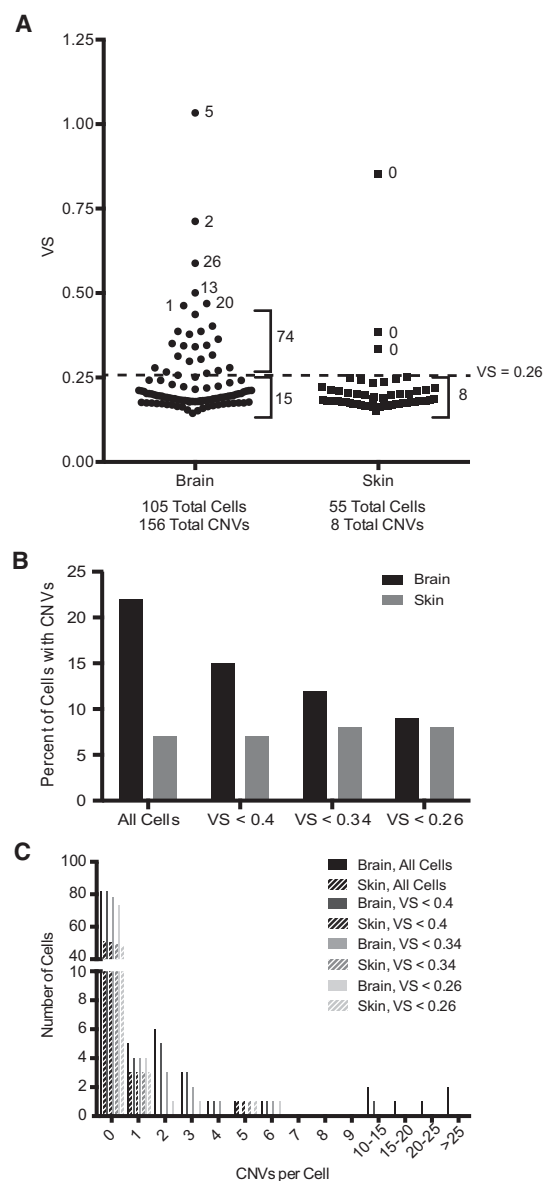 A
1.25
1.00
0.75
0.50
0.25
0.00
VS
5
2
26
13
1
20
74
15
0
0
0
VS = 0.26
8
Brain
Skin
105 Total Cells
55 Total Cells
156 Total CNVs
8 Total CNVs
B
25
20
15
10
5
0
Percent of Cells with CNVs
Brain
Skin
All Cells
VS < 0.4
VS < 0.34
VS < 0.26
C
100
80
60
40
10
8
6
4
2
0
Number of Cells
Brain, All Cells
Skin, All Cells
Brain, VS < 0.4
Skin, VS < 0.4
Brain, VS < 0.34
Skin, VS < 0.34
Brain, VS < 0.26
Skin, VS < 0.26
0
1
2
3
4
5
6
7
8
9
10-15
15-20
20-25
>25
CNVs per Cell